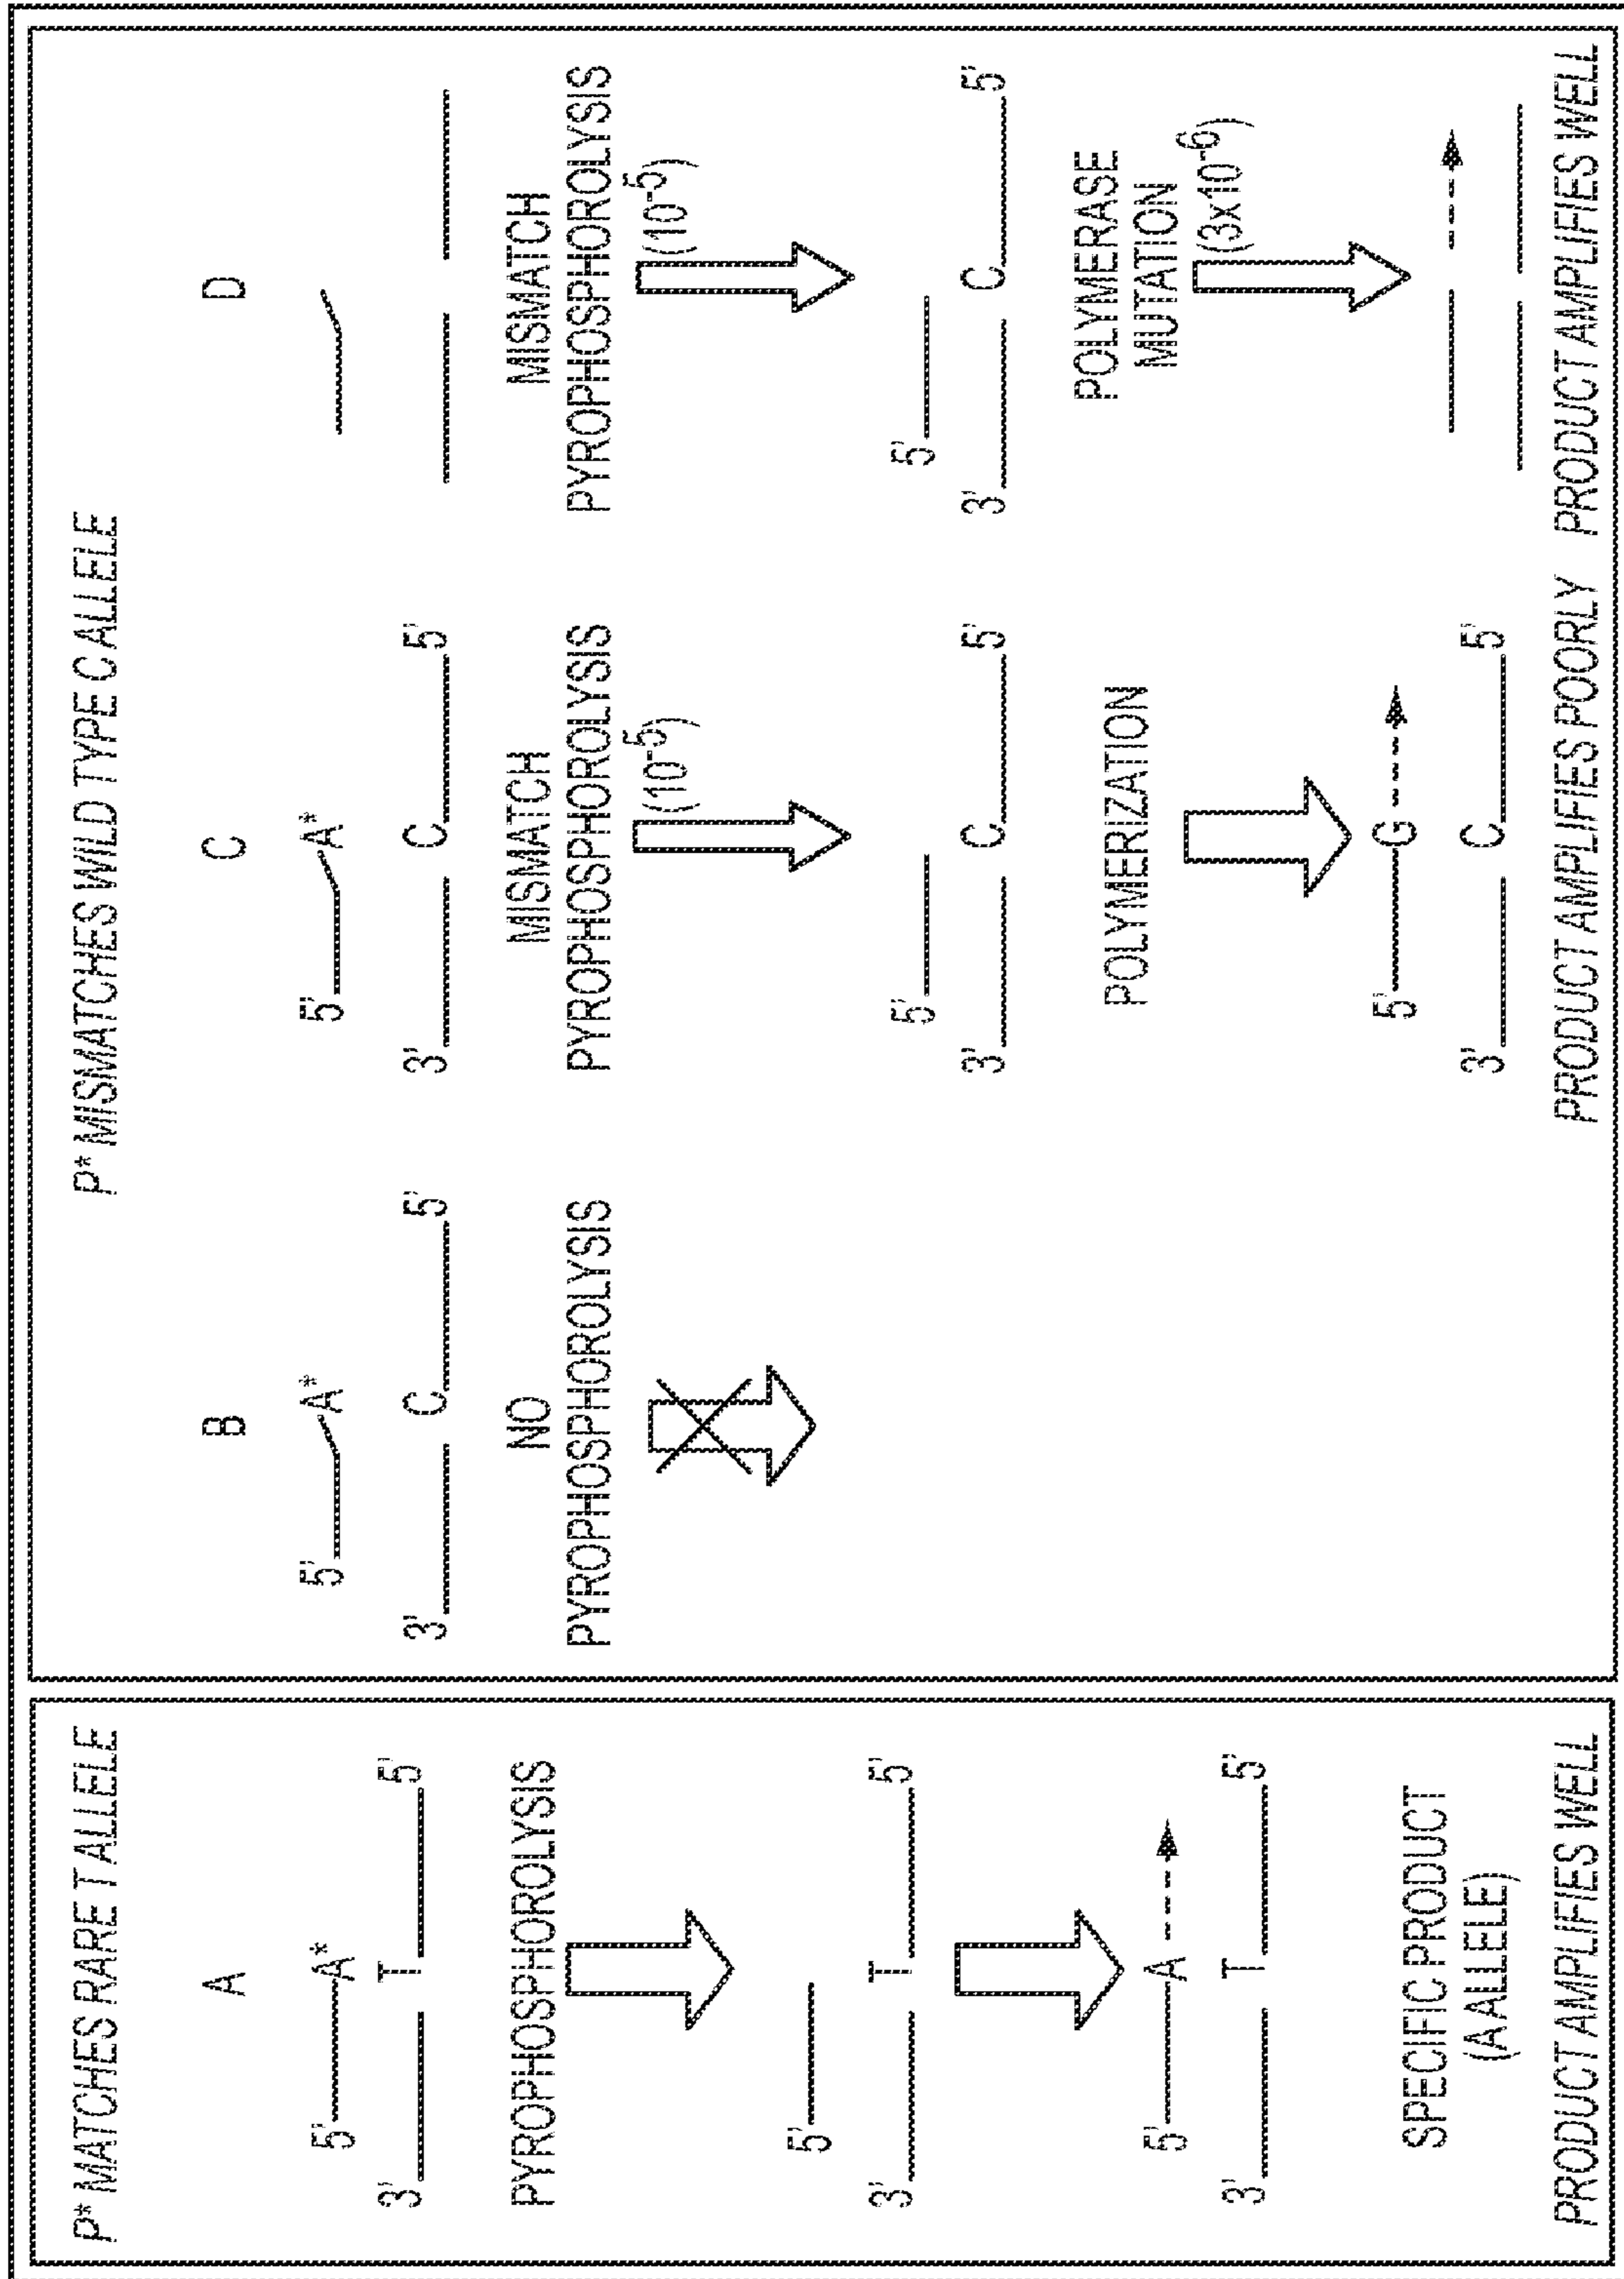 P* MATCHES RARE T ALLELE
A
5' A*
3' T 5'
PYROPHOSPHOROLYSIS
5'
3' T 5'
5' A
3' T 5'
SPECIFIC PRODUCT
(A ALLELE)
PRODUCT AMPLIFIES WELL
P* MISMATCHES WILD TYPE C ALLELE
B
5' A*
3' C 5'
NO
PYROPHOSPHOROLYSIS
C
5' A*
3' C 5'
MISMATCH
PYROPHOSPHOROLYSIS
(10-5)
5'
3' C 5'
POLYMERIZATION
5' G
3' C 5'
PRODUCT AMPLIFIES POORLY
D
MISMATCH
PYROPHOSPHOROLYSIS
(10-5)
5'
3' C 5'
POLYMERASE
MUTATION
(3x10-6)
PRODUCT AMPLIFIES WELL